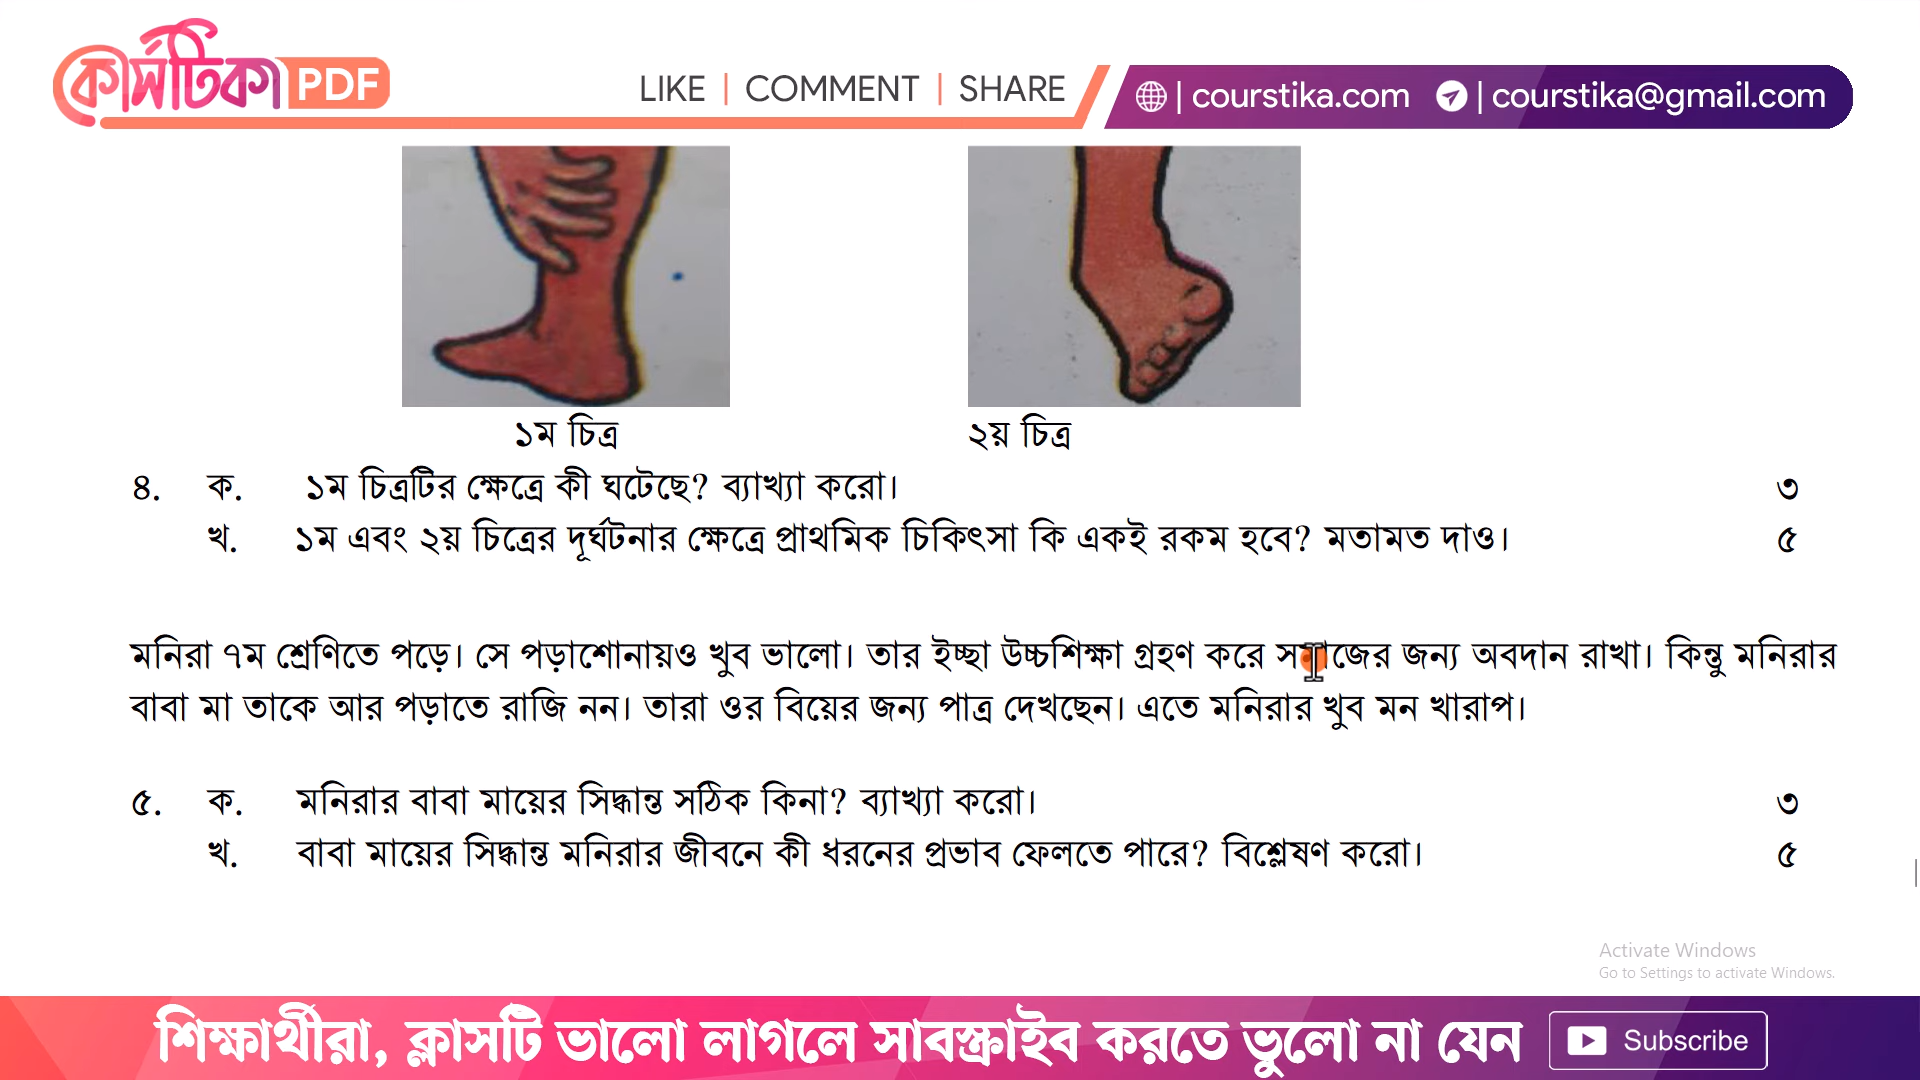 কোর্সটিকা PDF
LIKE | COMMENT | SHARE
| courstika.com | courstika@gmail.com
১ম চিত্র ২য় চিত্র
৪. ক. ১ম চিত্রটির ক্ষেত্রে কী ঘটেছে? ব্যাখ্যা করো। ৩
খ. ১ম এবং ২য় চিত্রের দূর্ঘটনার ক্ষেত্রে প্রাথমিক চিকিৎসা কি একই রকম হবে? মতামত দাও। ৫
মনিরা ৭ম শ্রেণিতে পড়ে। সে পড়াশোনায়ও খুব ভালো। তার ইচ্ছা উচ্চশিক্ষা গ্রহণ করে সমাজের জন্য অবদান রাখা। কিন্তু মনিরার
বাবা মা তাকে আর পড়াতে রাজি নন। তারা ওর বিয়ের জন্য পাত্র দেখছেন। এতে মনিরার খুব মন খারাপ।
৫. ক. মনিরার বাবা মায়ের সিদ্ধান্ত সঠিক কিনা? ব্যাখ্যা করো। ৩
খ. বাবা মায়ের সিদ্ধান্ত মনিরার জীবনে কী ধরনের প্রভাব ফেলতে পারে? বিশ্লেষণ করো। ৫
Activate Windows
Go to Settings to activate Windows.
শিক্ষার্থীরা, ক্লাসটি ভালো লাগলে সাবস্ক্রাইব করতে ভুলো না যেন Subscribe